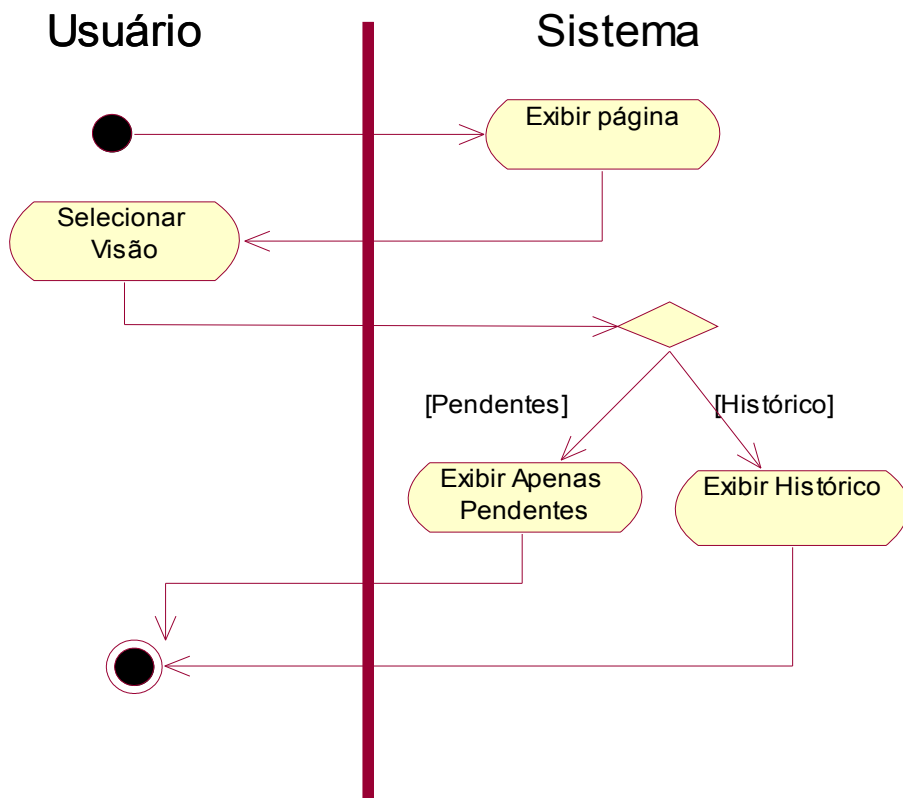 Usuário
Sistema
Exibir página
Selecionar
Visão
[Pendentes]
[Histórico]
Exibir Apenas
Pendentes
Exibir Histórico